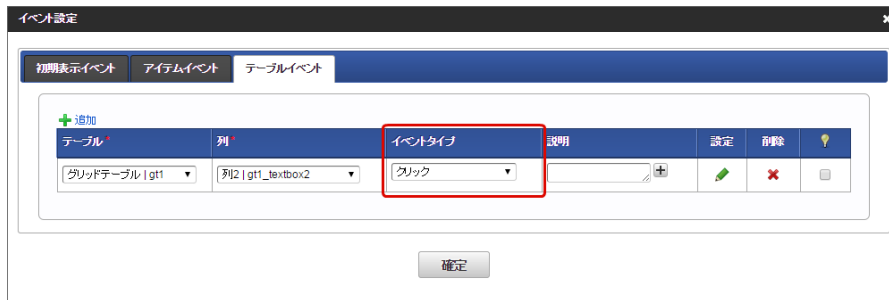 イベント設定
初期表示イベント アイテムイベント テーブルイベント
追加
テーブル* 列* イベントタイプ 説明 設定 削除
グリッドテーブル | gt1 列2 | gt1_textbox2 クリック
確定